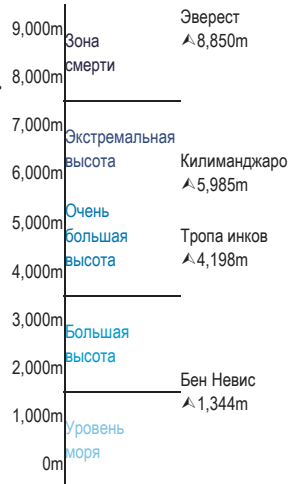 9,000m
8,000m
7,000m
6,000m
5,000m
4,000m
3,000m
2,000m
1,000m
0m
Зона
смерти
Экстремальная
высота
Очень
большая
высота
Большая
высота
Уровень
моря
Эверест
8,850m
Килиманджаро
5,985m
Тропа инков
4,198m
Бен Невис
1,344m